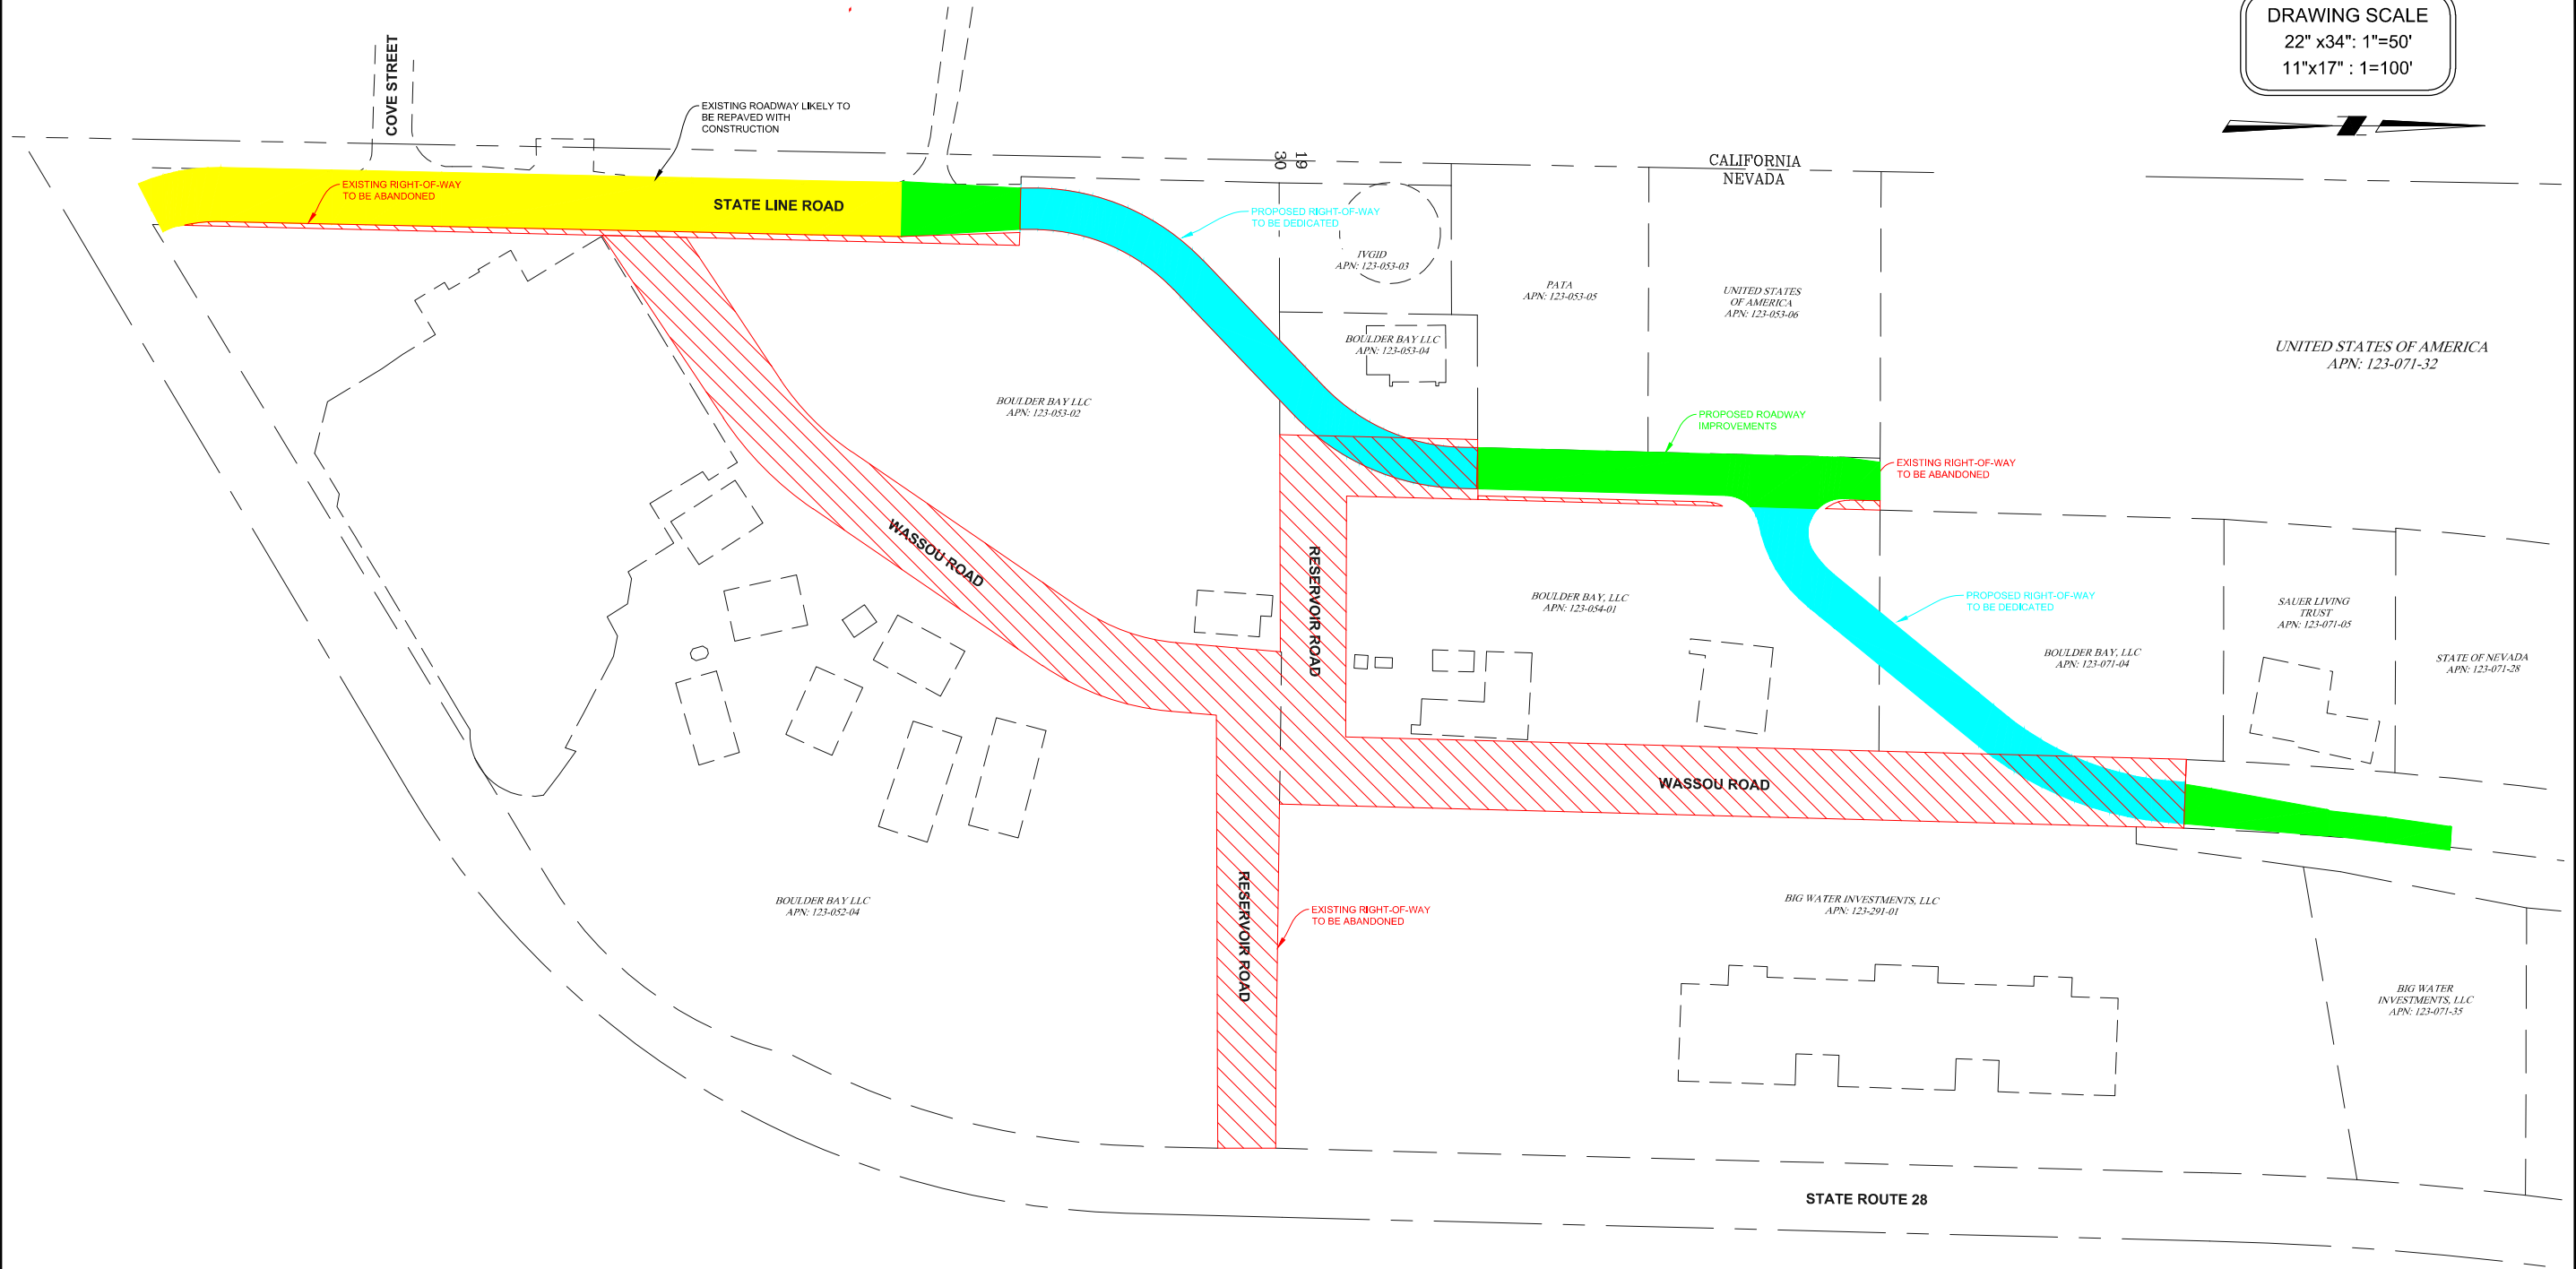 DRAWING SCALE
22" x34": 1"=50'
11"x17" : 1=100'
COVE STREET
EXISTING ROADWAY LIKELY TO
BE REPAVED WITH
CONSTRUCTION
EXISTING RIGHT-OF-WAY
TO BE ABANDONED
STATE LINE ROAD
30
19
CALIFORNIA
NEVADA
PROPOSED RIGHT-OF-WAY
TO BE DEDICATED
IVGID
APN: 123-053-03
PATA
APN: 123-053-05
UNITED STATES
OF AMERICA
APN: 123-053-06
UNITED STATES OF AMERICA
APN: 123-071-32
BOULDER BAY LLC
APN: 123-053-04
BOULDER BAY LLC
APN: 123-053-02
PROPOSED ROADWAY
IMPROVEMENTS
EXISTING RIGHT-OF-WAY
TO BE ABANDONED
WASSOU ROAD
RESERVOIR ROAD
BOULDER BAY, LLC
APN: 123-054-01
PROPOSED RIGHT-OF-WAY
TO BE DEDICATED
SAUER LIVING
TRUST
APN: 123-071-05
BOULDER BAY, LLC
APN: 123-071-04
STATE OF NEVADA
APN: 123-071-28
WASSOU ROAD
BOULDER BAY LLC
APN: 123-052-04
RESERVOIR ROAD
EXISTING RIGHT-OF-WAY
TO BE ABANDONED
BIG WATER INVESTMENTS, LLC
APN: 123-291-01
BIG WATER
INVESTMENTS, LLC
APN: 123-071-35
STATE ROUTE 28